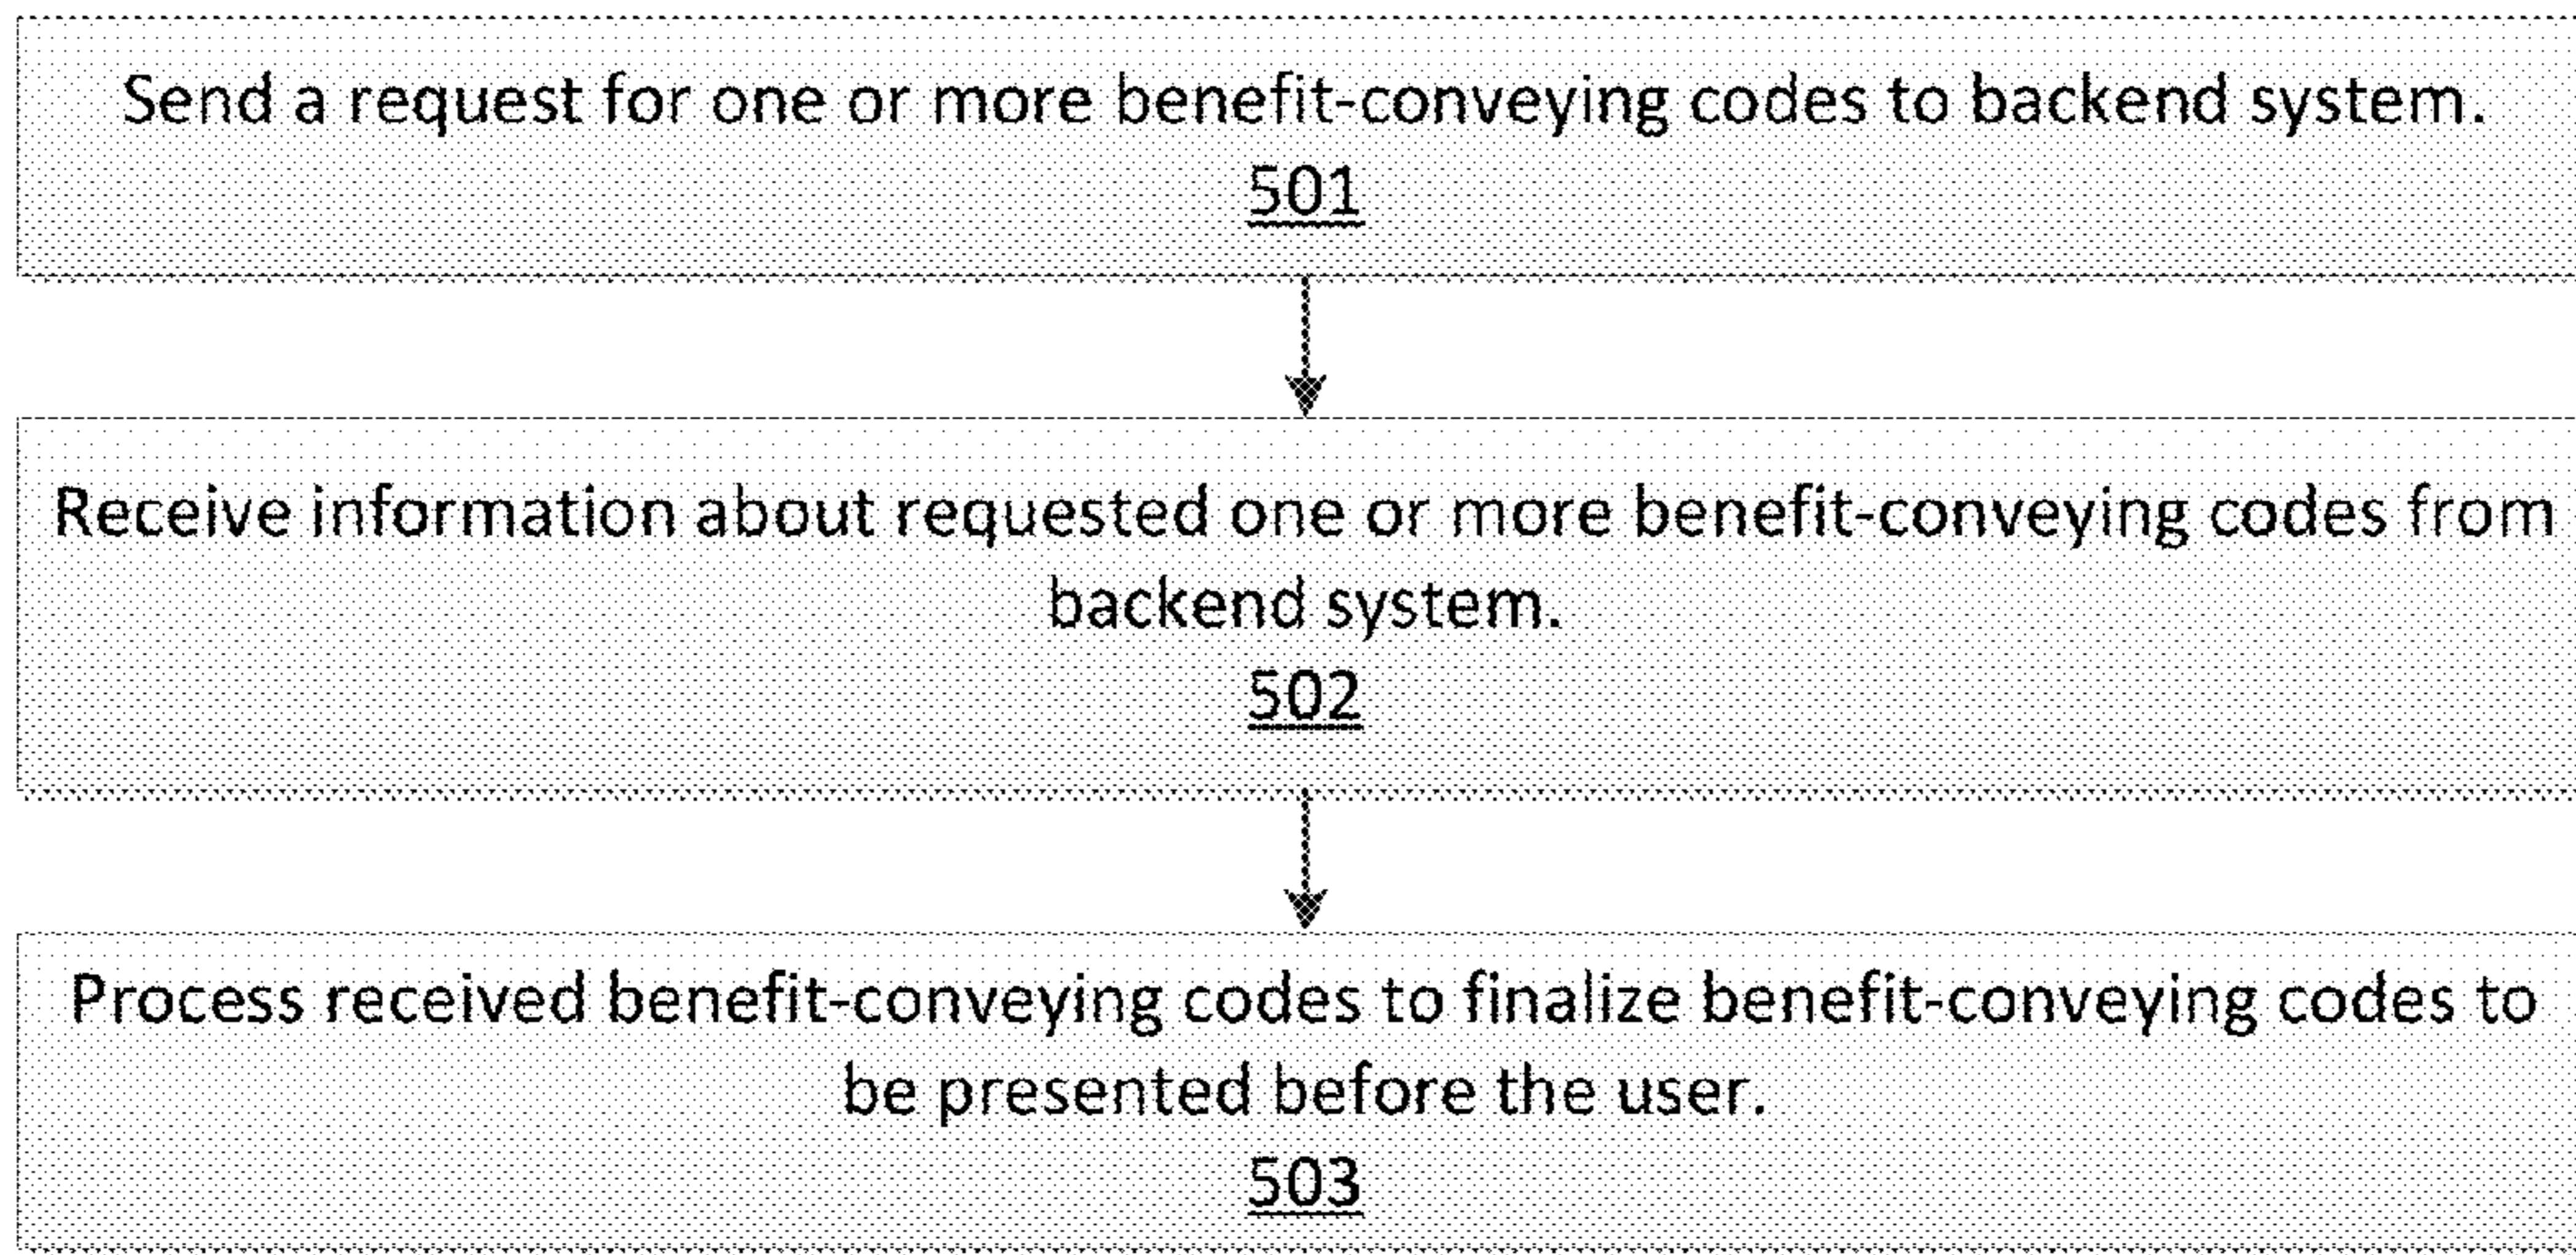 Send a request for one or more benefit-conveying codes to backend system.
501
Receive information about requested one or more benefit-conveying codes from
backend system.
502
Process received benefit-conveying codes to finalize benefit-conveying codes to
be presented before the user.
503